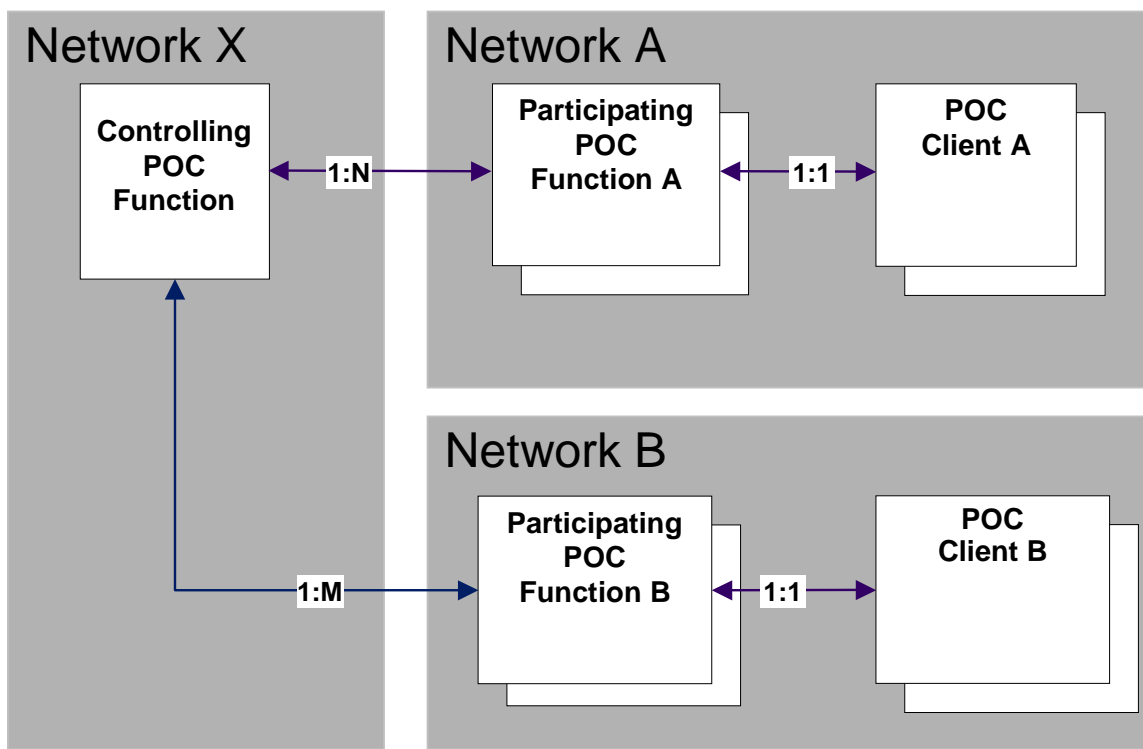 Network X
Controlling
POC
Function
1:N
Network A
Participating
POC
Function A
1:1
POC
Client A
Network B
1:M
Participating
POC
Function B
1:1
POC
Client B